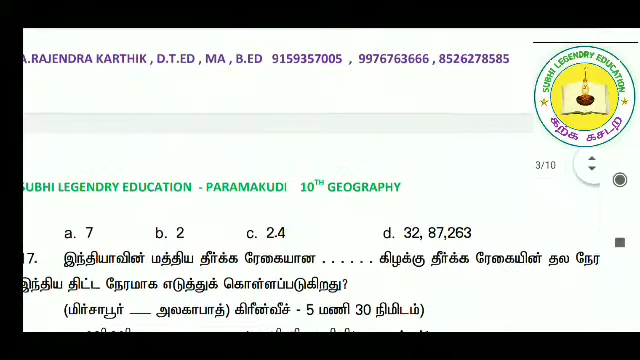 A.RAJENDRA KARTHIK , D.T.ED , MA , B.ED 9159357005 , 9976763666 , 8526278585
SUBHI LEGENDRY EDUCATION
கற்க கசடற
3/10
SUBHI LEGENDRY EDUCATION - PARAMAKUDI 10TH GEOGRAPHY
a. 7 b. 2 c. 2.4 d. 32, 87,263
17. இந்தியாவின் மத்திய தீர்க்க ரேகையான . . . . . . கிழக்கு தீர்க்க ரேகையின் தல நேர
இந்திய திட்ட நேரமாக எடுத்துக் கொள்ளப்படுகிறது?
(மிர்சாபூர் ___ அலகாபாத்) கிரீன்வீச் - 5 மணி 30 நிமிடம்)